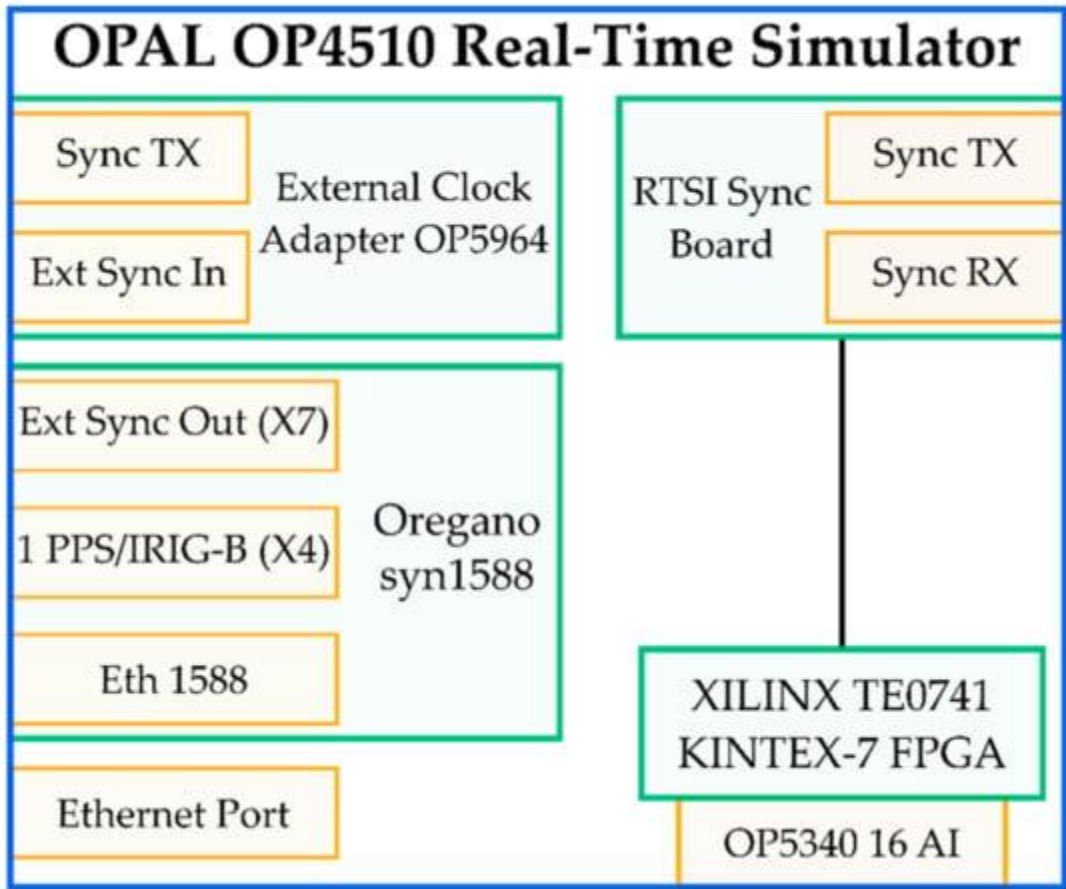 OPAL OP4510 Real-Time Simulator
Sync TX
Ext Sync In
External Clock
Adapter OP5964
RTSI Sync
Board
Sync TX
Sync RX
Ext Sync Out (X7)
1 PPS/IRIG-B (X4)
Eth 1588
Oregano
syn1588
Ethernet Port
XILINX TE0741
KINTEX-7 FPGA
OP5340 16 AI